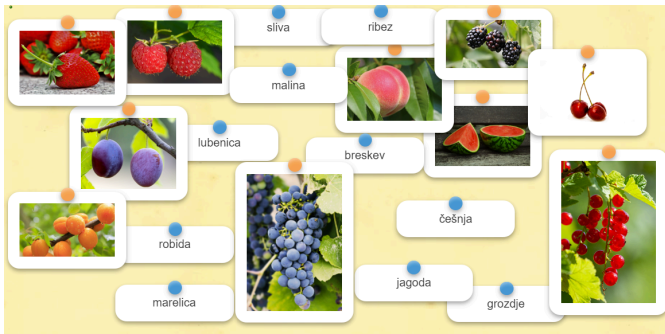 sliva
ribez
malina
lubenica
breskev
češnja
robida
jagoda
marelica
grozdje